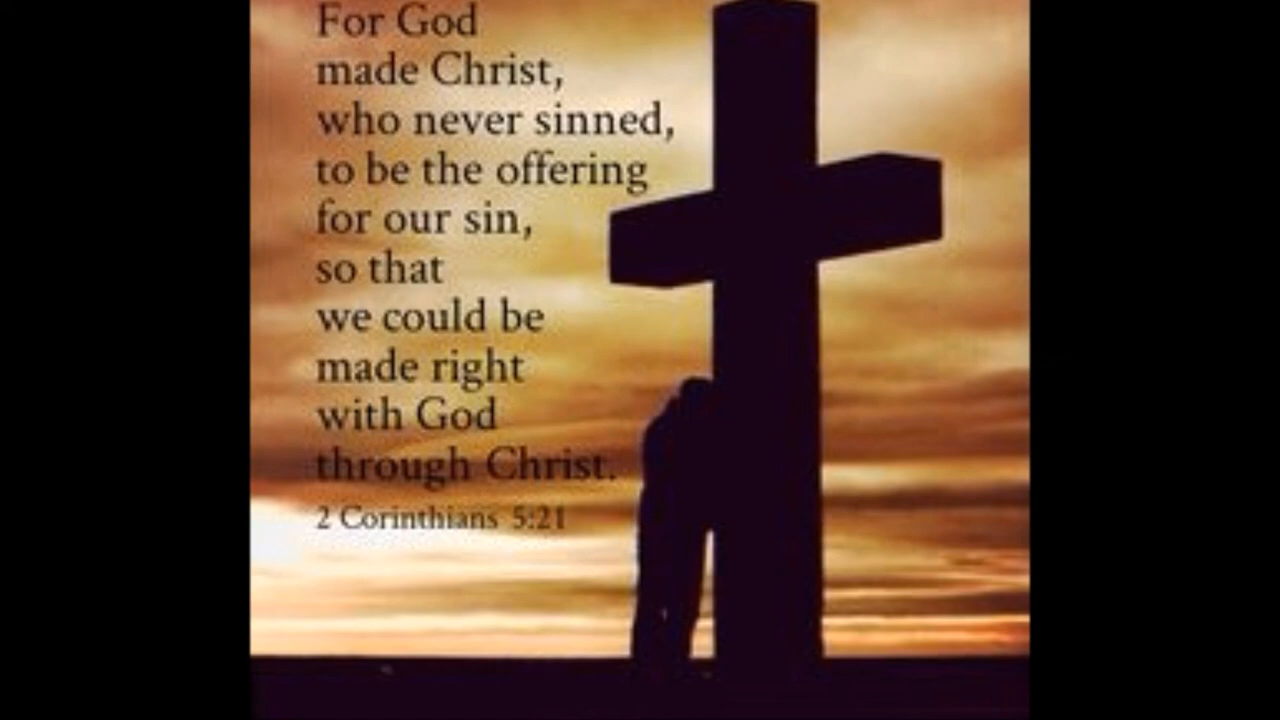 For God
made Christ,
who never sinned,
to be the offering
for our sin,
so that
we could be
made right
with God
through Christ.
2 Corinthians 5:21